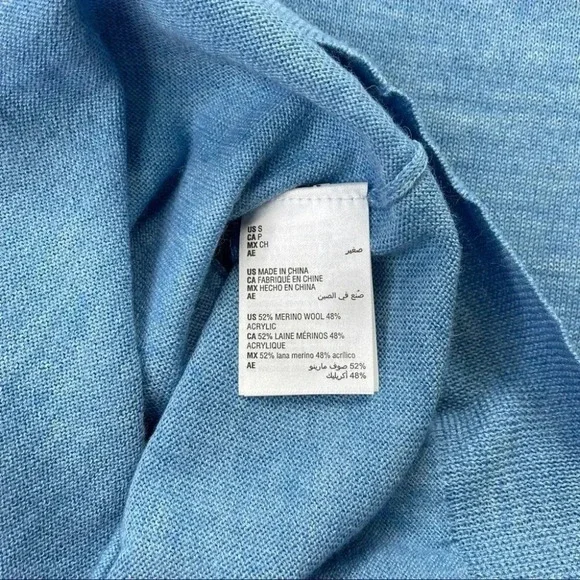 US S
CA P
MX CH
AE صغير
US MADE IN CHINA
CA FABRIQUÉ EN CHINE
MX HECHO EN CHINA
AE صنع في الصين
US 52% MERINO WOOL 48%
ACRYLIC
CA 52% LAINE MÉRINOS 48%
ACRYLIQUE
MX 52% lana merino 48% acrílico
AE 52% صوف مارينو
48% أكريليك